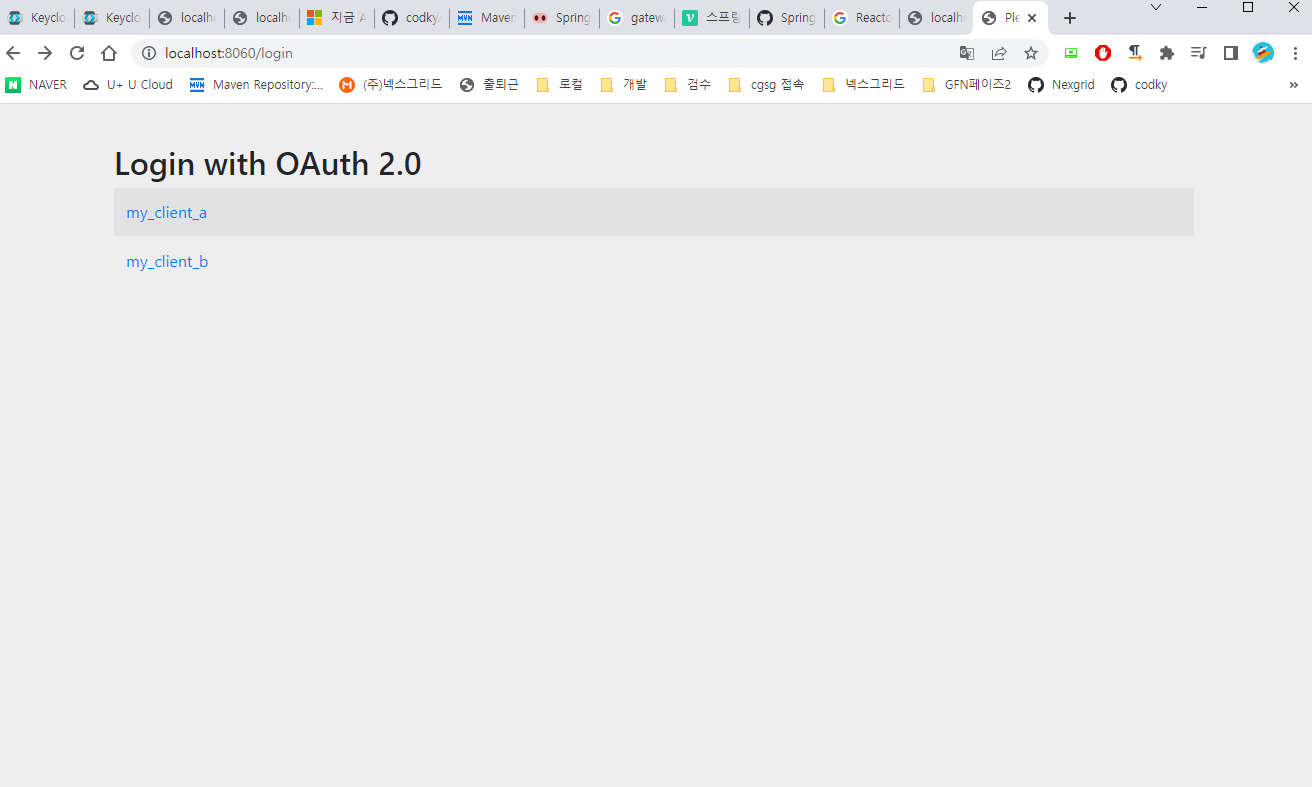 Keyclo Keyclo localh localh 지금 A codky Maven Spring gatew 스프링 Spring Reacto localh Ple
localhost:8060/login
NAVER U+ U Cloud Maven Repository:... (주)넥스그리드 출퇴근 로컬 개발 검수 cgsg 접속 넥스그리드 GFN페이즈2 Nexgrid codky »
Login with OAuth 2.0
my_client_a
my_client_b